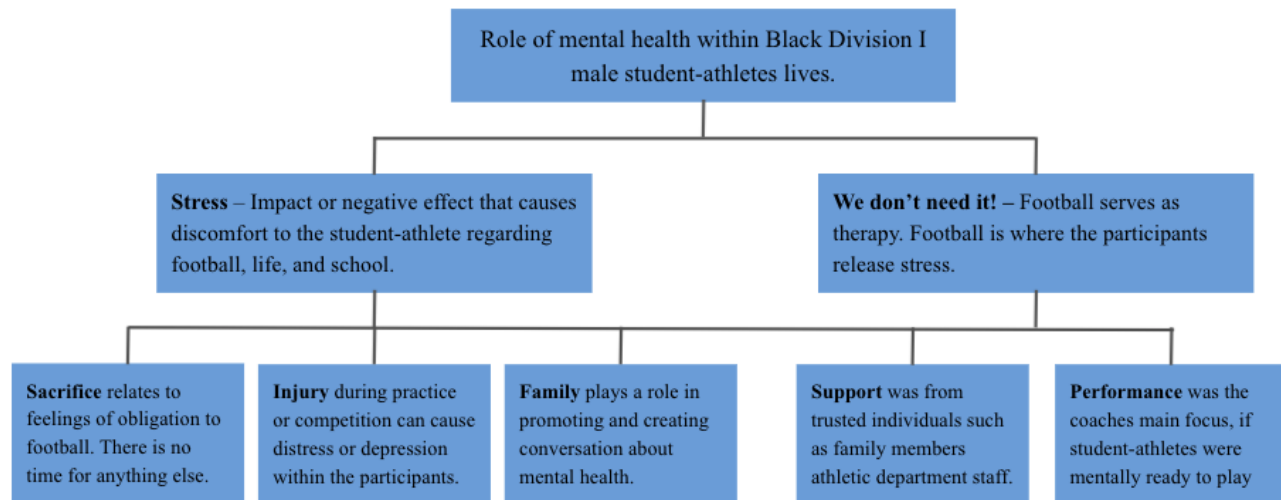 Role of mental health within Black Division I
male student-athletes lives.
Stress – Impact or negative effect that causes
discomfort to the student-athlete regarding
football, life, and school.
We don’t need it! – Football serves as
therapy. Football is where the participants
release stress.
Sacrifice relates to
feelings of obligation to
football. There is no
time for anything else.
Injury during practice
or competition can cause
distress or depression
within the participants.
Family plays a role in
promoting and creating
conversation about
mental health.
Support was from
trusted individuals such
as family members
athletic department staff.
Performance was the
coaches main focus, if
student-athletes were
mentally ready to play